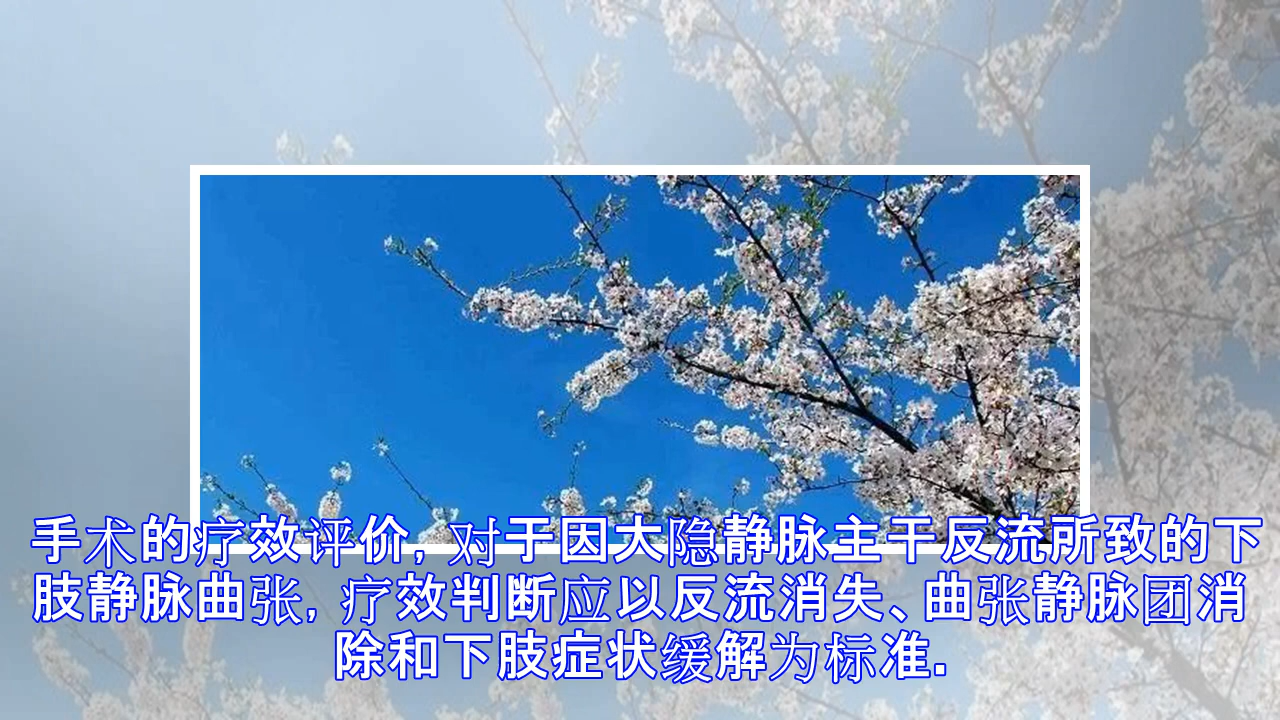 手术的疗效评价, 对于因大隐静脉主干反流所致的下
肢静脉曲张, 疗效判断应以反流消失、曲张静脉团消
除和下肢症状缓解为标准.